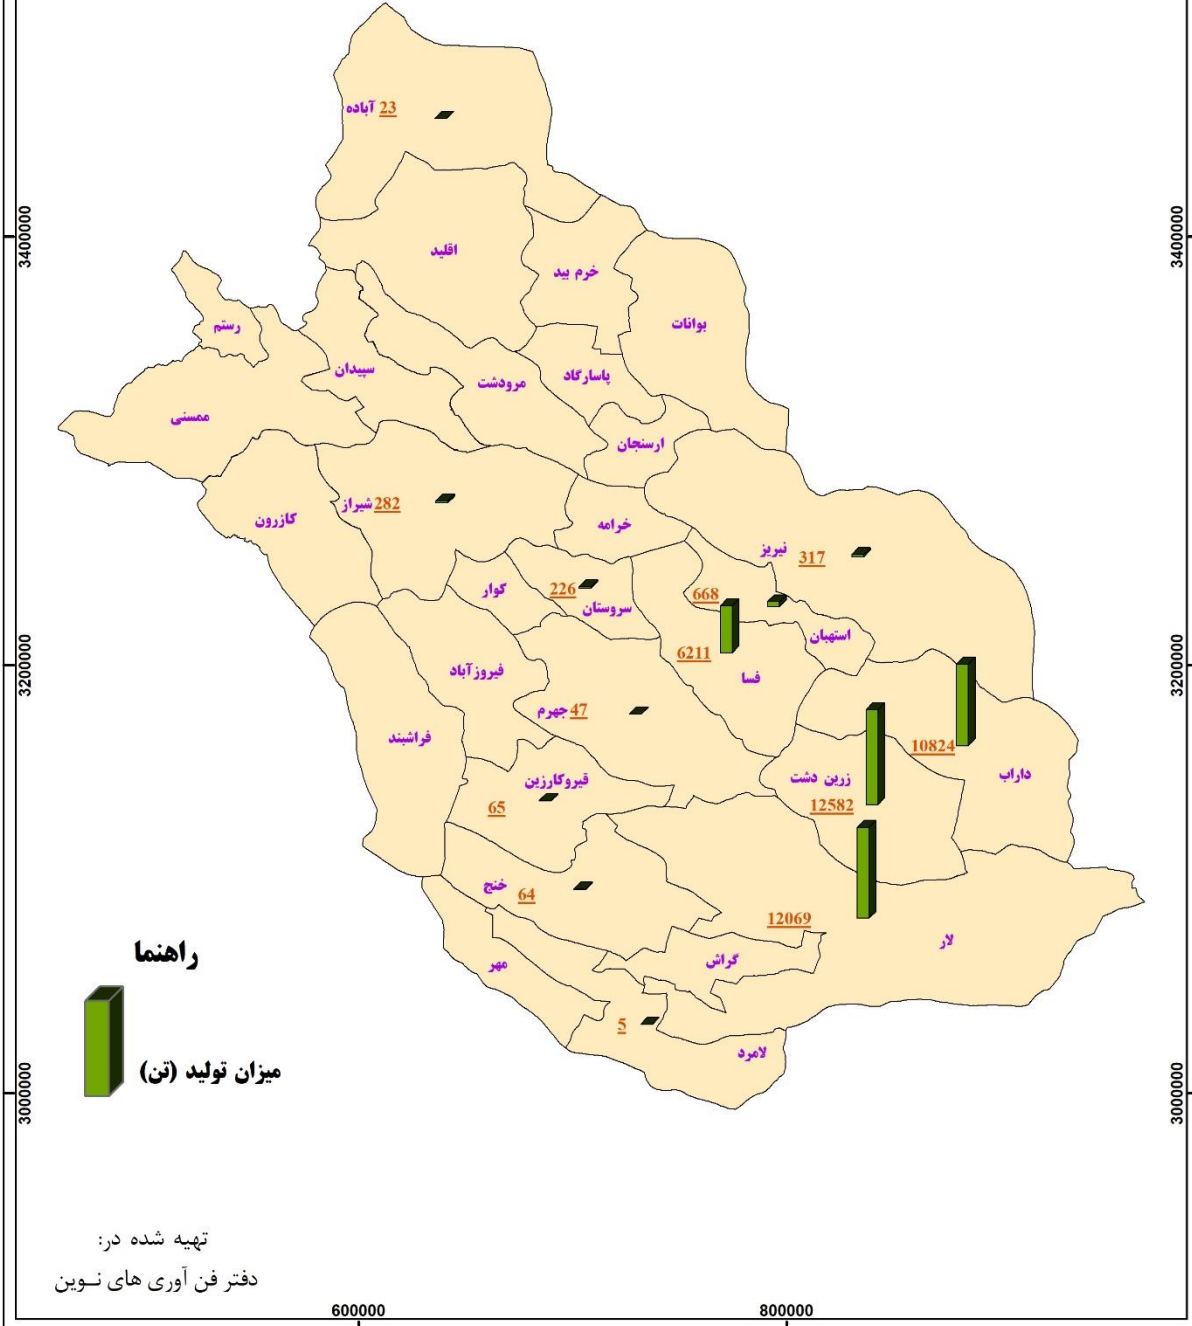 آباده 23
3400000
3400000
اقلید
خرم بید
رستم
بوانات
سپیدان
مرودشت
پاسارگاد
ممسنی
ارسنجان
شیراز 282
کازرون
خرامه
نیریز
317
کوار
226
سروستان
668
استهبان
6211
فسا
3200000
3200000
فیروزآباد
جهرم 47
فراشبند
10824
زرین دشت
داراب
قیروکارزین
65
12582
خنج
64
12069
لار
گراش
مهر
5
لامرد
راهنما
میزان تولید (تن)
3000000
3000000
تهیه شده در:
دفتر فن آوری های نـوین
600000
800000